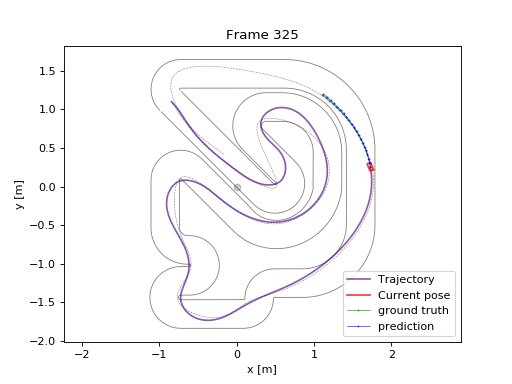 Frame 325
y [m]
1.5
1.0
0.5
0.0
−0.5
−1.0
−1.5
−2.0
−2
−1
0
1
2
x [m]
Trajectory
Current pose
ground truth
prediction